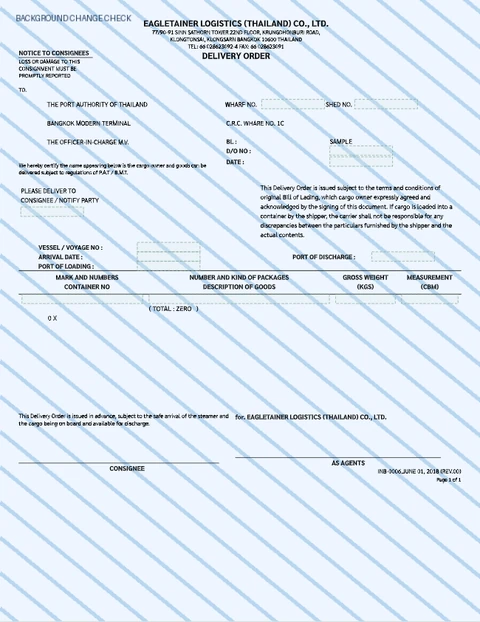 BACKGROUND CHANGE CHECK
EAGLETAINER LOGISTICS (THAILAND) CO., LTD.
77/90-91 SINN SATHORN TOWER 22ND FLOOR, KRUNGDHONBURI ROAD,
KLONGTONSAI, KLONGSARN BANGKOK 10600 THAILAND
TEL: 66 028623092-4 FAX: 66 028623091
NOTICE TO CONSIGNEES
DELIVERY ORDER
LOSS OR DAMAGE TO THIS
CONSIGNMENT MUST BE
PROMPTLY REPORTED
TO.
THE PORT AUTHORITY OF THAILAND WHARF NO. SHED NO.
BANGKOK MODERN TERMINAL C.R.C. WHARE NO. 1C
THE OFFICER-IN-CHARGE M.V. BL : SAMPLE
D/O NO :
DATE :
We hereby certify the name appearing below is the cargo owner and goods can be
delivered subject to regulations of P.A.T / B.M.T.
PLEASE DELIVER TO
CONSIGNEE / NOTIFY PARTY
This Delivery Order is issued subject to the terms and conditions of
original Bill of Lading, which cargo owner expressly agreed and
acknowledged by the signing of this document. If cargo is loaded into a
container by the shipper, the carrier shall not be responsible for any
discrepancies between the particulars furnished by the shipper and the
actual contents.
VESSEL / VOYAGE NO :
ARRIVAL DATE : PORT OF DISCHARGE :
PORT OF LOADING :
MARK AND NUMBERS NUMBER AND KIND OF PACKAGES GROSS WEIGHT MEASUREMENT
CONTAINER NO DESCRIPTION OF GOODS (KGS) (CBM)
( TOTAL : ZERO )
0 X
This Delivery Order is issued in advance, subject to the safe arrival of the steamer and
the cargo being on board and available for discharge.
for. EAGLETAINER LOGISTICS (THAILAND) CO., LTD.
CONSIGNEE AS AGENTS
INB-0006,JUNE 01, 2018 (REV.00)
Page 1 of 1